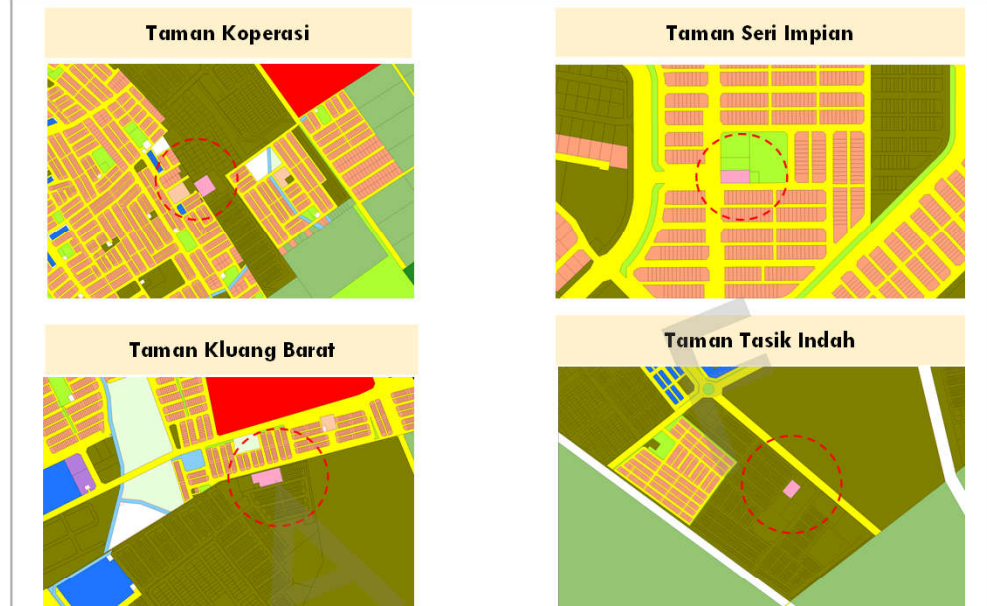 Taman Koperasi
Taman Seri Impian
Taman Kluang Barat
Taman Tasik Indah